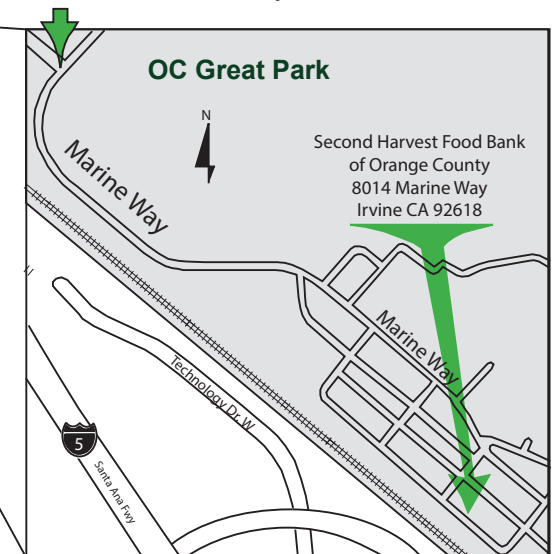 OC Great Park
N
Second Harvest Food Bank
of Orange County
8014 Marine Way
Irvine CA 92618
Marine Way
Marine Way
Technology Dr. W
5
Santa Ana Fwy